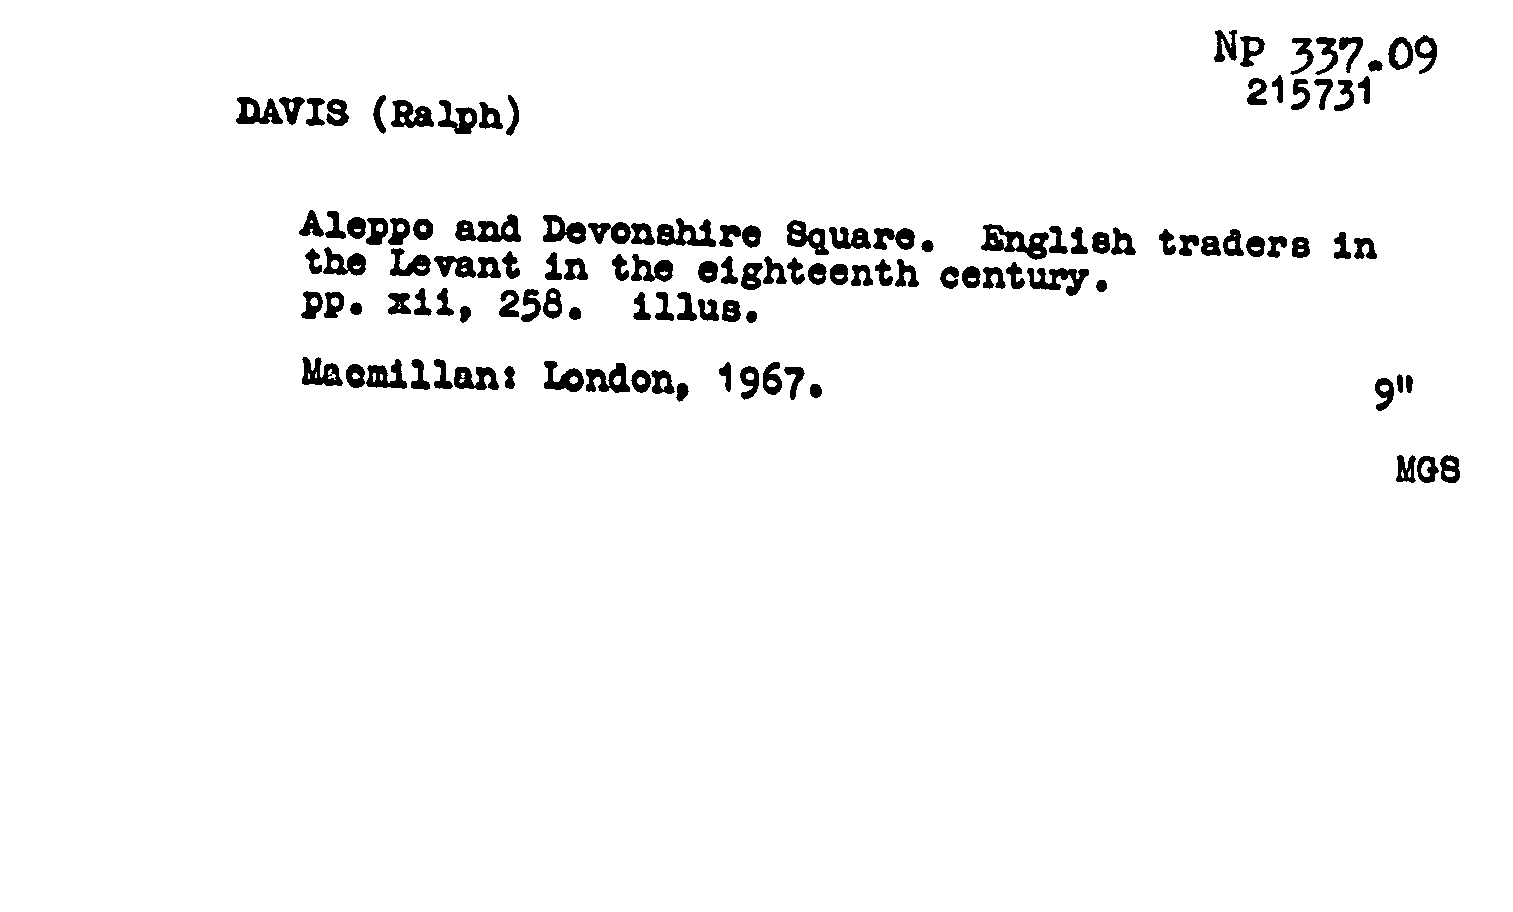 NP 337.09
215731
DAVIS (Ralph)
Aleppo and Devonshire Square.  English traders in
the Levant in the eighteenth century.
pp. xii, 258.  illus.
Macmillan: London, 1967.
9"
MGS